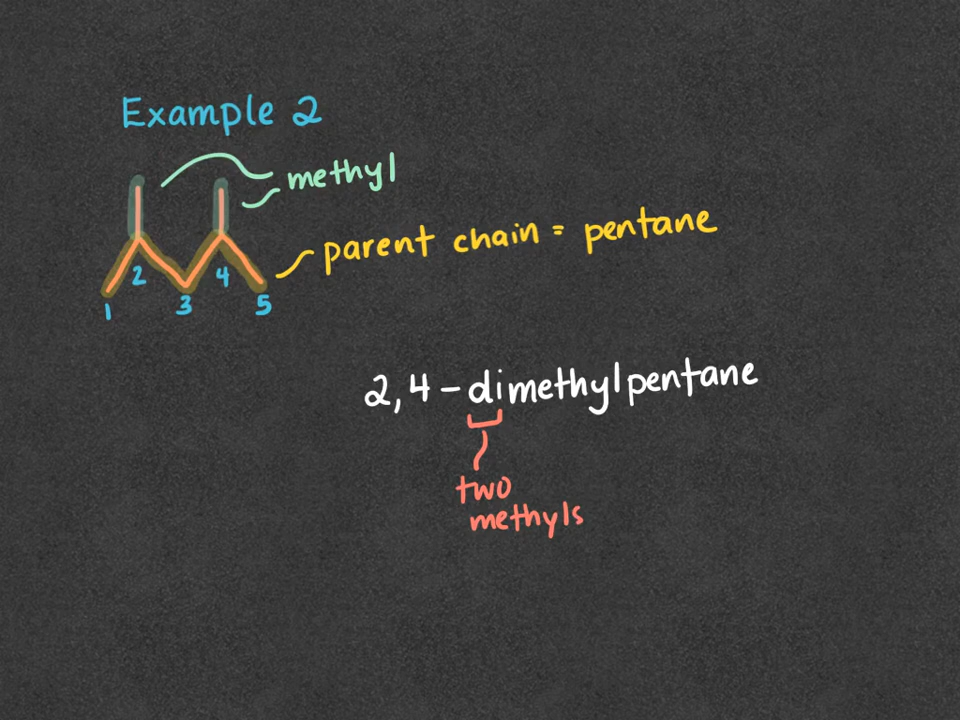 Example 2
methyl
parent chain = pentane
2
4
1
3
5
2,4-dimethylpentane
two
methyls